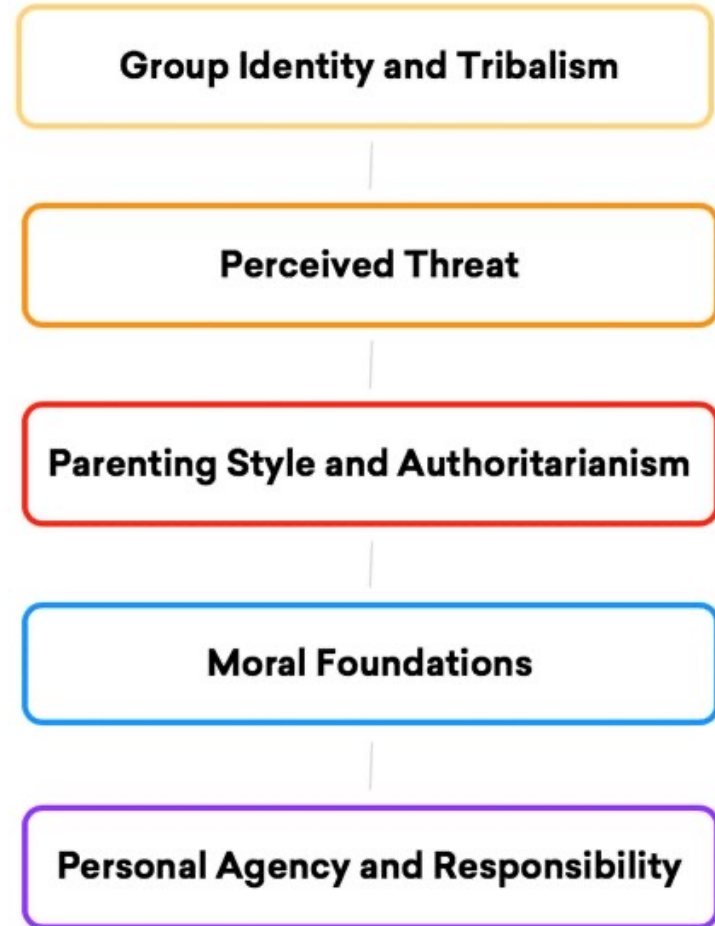 Group Identity and Tribalism
Perceived Threat
Parenting Style and Authoritarianism
Moral Foundations
Personal Agency and Responsibility